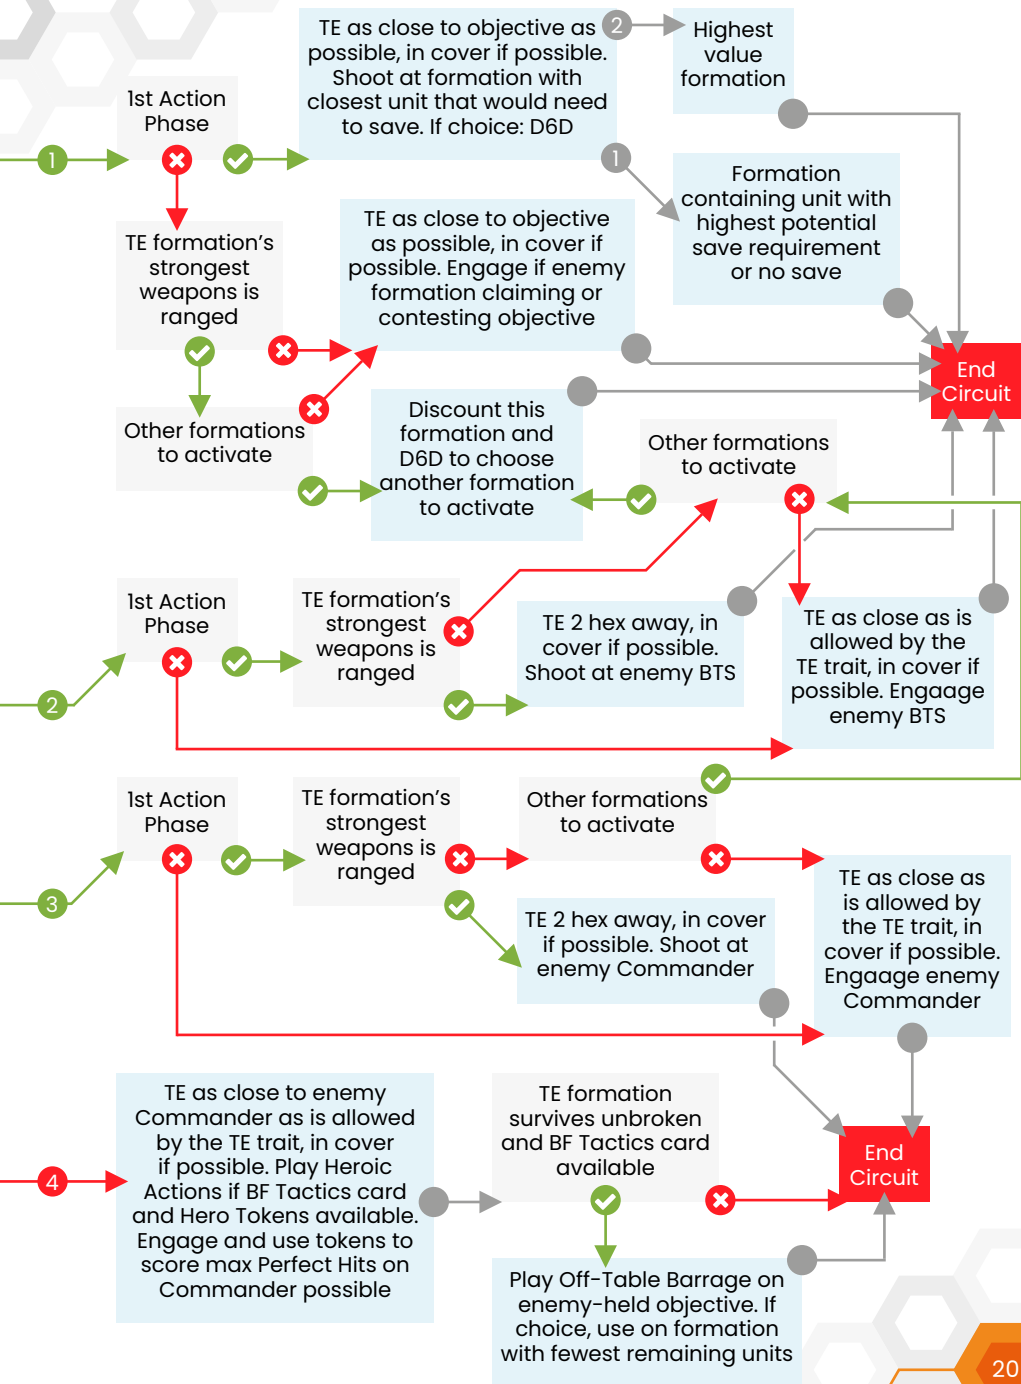 TE as close to objective as
possible, in cover if possible.
Shoot at formation with
closest unit that would need
to save. If choice: D6D
2
Highest
value
formation
1st Action
Phase
1
1
Formation
containing unit with
highest potential
save requirement
or no save
TE formation's
strongest
weapons is
ranged
TE as close to objective
as possible, in cover if
possible. Engage if enemy
formation claiming or
contesting objective
End
Circuit
Other formations
to activate
Discount this
formation and
D6D to choose
another formation
to activate
Other formations
to activate
1st Action
Phase
TE formation's
strongest
weapons is
ranged
TE 2 hex away, in
cover if possible.
Shoot at enemy BTS
TE as close as is
allowed by the
TE trait, in cover if
possible. Engaage
enemy BTS
2
1st Action
Phase
TE formation's
strongest
weapons is
ranged
Other formations
to activate
3
TE 2 hex away, in cover
if possible. Shoot at
enemy Commander
TE as close as
is allowed by
the TE trait, in
cover if possible.
Engaage enemy
Commander
4
TE as close to enemy
Commander as is allowed
by the TE trait, in cover
if possible. Play Heroic
Actions if BF Tactics card
and Hero Tokens available.
Engage and use tokens to
score max Perfect Hits on
Commander possible
TE formation
survives unbroken
and BF Tactics card
available
End
Circuit
Play Off-Table Barrage on
enemy-held objective. If
choice, use on formation
with fewest remaining units
20